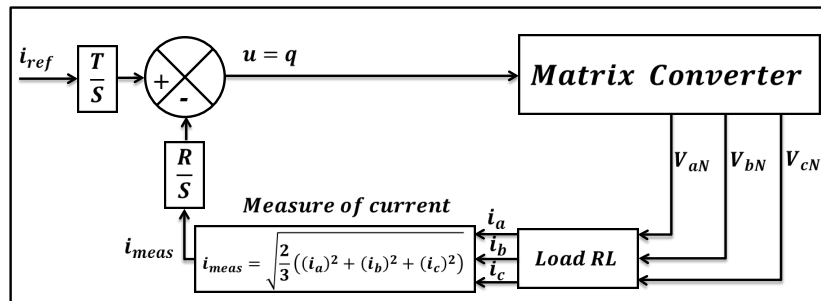 i_ref
T/S
+
-
u = q
Matrix Converter
V_aN
V_bN
V_cN
R/S
Measure of current
i_meas
i_meas = √(2/3 ((i_a)² + (i_b)² + (i_c)²))
i_a
i_b
i_c
Load RL